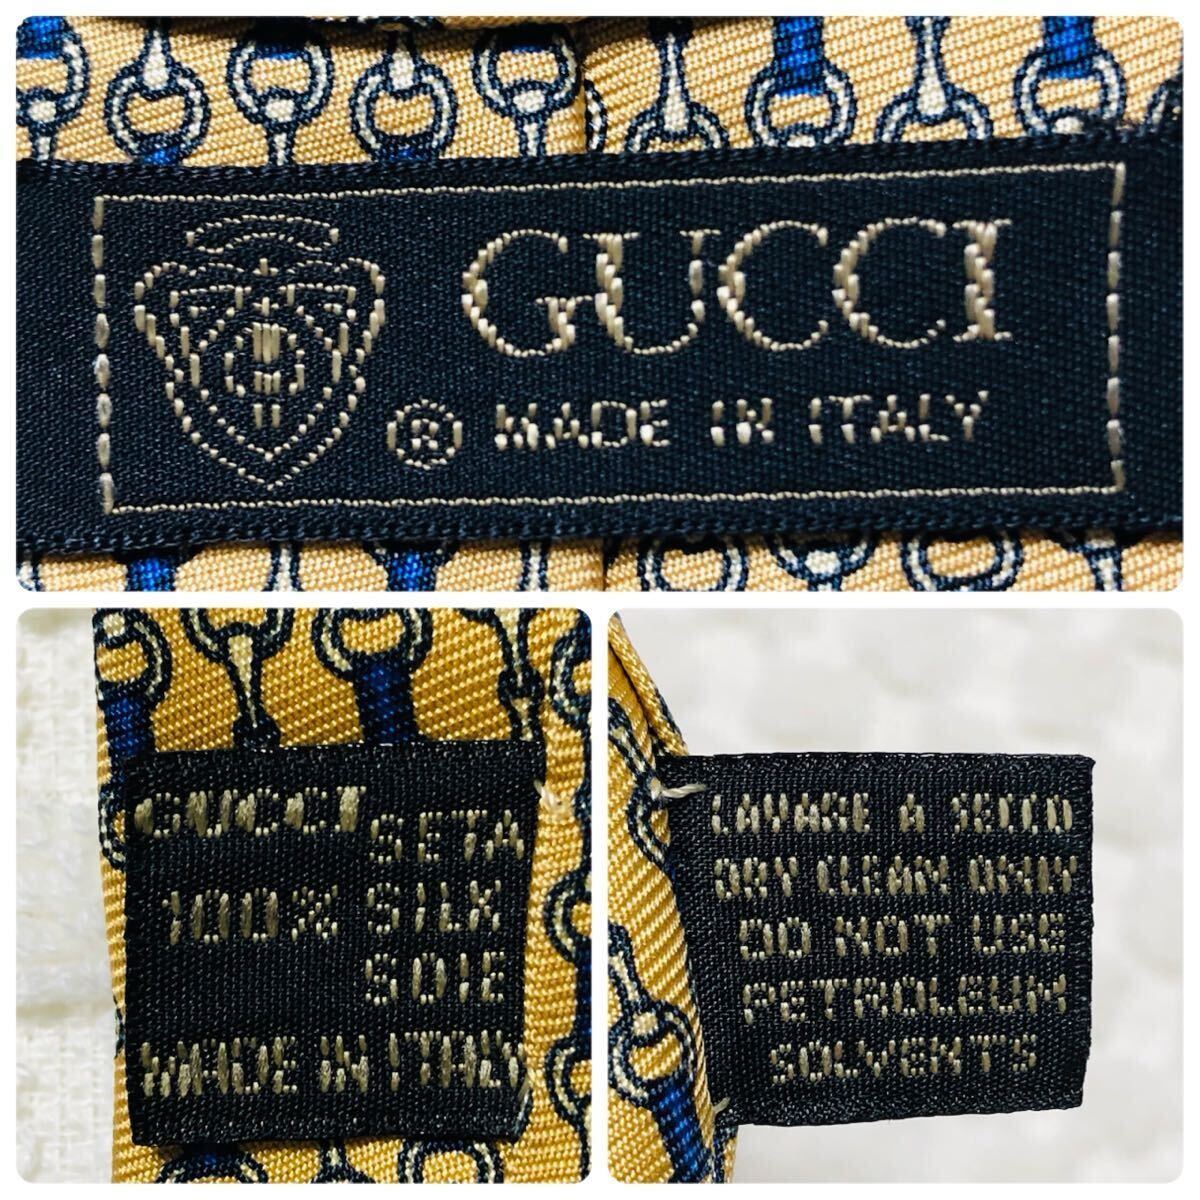 GUCCI
® MADE IN ITALY
GUCCI SETA
100% SILK
SOIE
MADE IN ITALY
LAVAGE A SECCO
DRY CLEAN ONLY
DO NOT USE
PETROLEUM
SOLVENTS